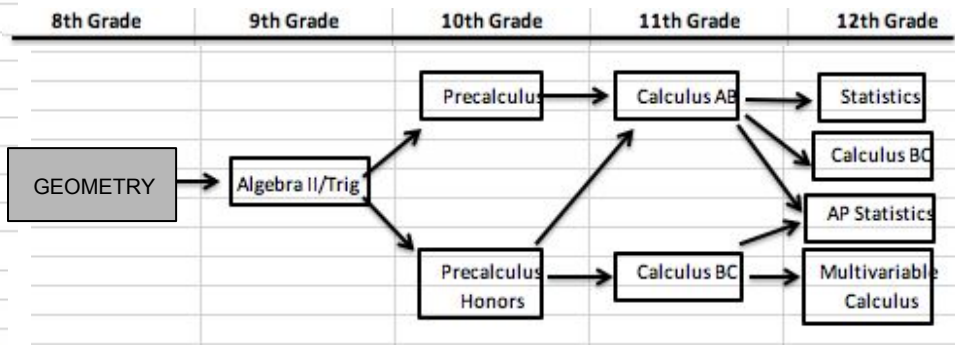 8th Grade 9th Grade 10th Grade 11th Grade 12th Grade
Precalculus Calculus AB Statistics
Calculus BC
GEOMETRY Algebra II/Trig
AP Statistics
Precalculus Calculus BC Multivariable
Honors Calculus